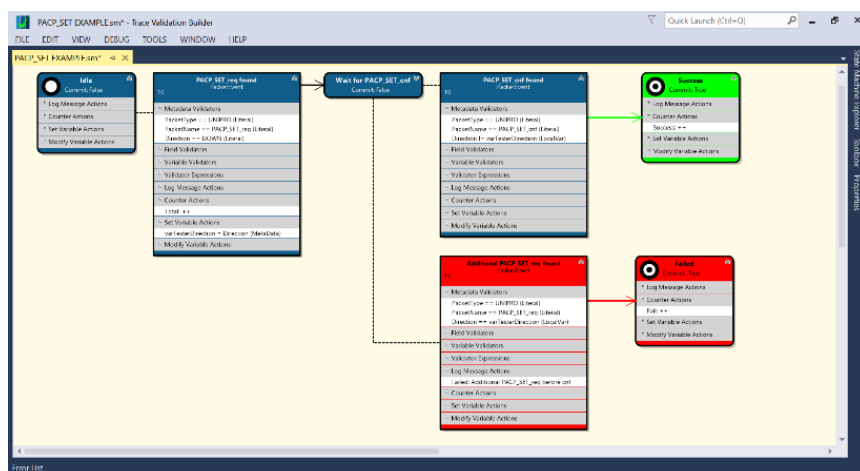 PACP_SET EXAMPLE.sm* - Trace Validation Builder
Quick Launch (Ctrl+Q)
FILE EDIT VIEW DEBUG TOOLS WINDOW HELP
PACP_SET EXAMPLE.sm*
Idle
Commit: False
Log Message Actions
Counter Actions
Set Variable Actions
Modify Variable Actions
PACP_SET_req found
PacketEvent
Metadata Validators
PacketType == UNIPRO (Literal)
PacketName == PACP_SET_req (Literal)
Direction == DOWN (Literal)
Field Validators
Variable Validators
Validator Expressions
Log Message Actions
Counter Actions
Total: ++
Set Variable Actions
varTesterDirection = Direction (MetaData)
Modify Variable Actions
Wait for PACP_SET_cnf
Commit: False
PACP_SET_cnf found
PacketEvent
Metadata Validators
PacketType == UNIPRO (Literal)
PacketName == PACP_SET_cnf (Literal)
Direction != varTesterDirection (LocalVar)
Field Validators
Variable Validators
Validator Expressions
Log Message Actions
Counter Actions
Set Variable Actions
Modify Variable Actions
Success
Commit: True
Log Message Actions
Counter Actions
Success: ++
Set Variable Actions
Modify Variable Actions
Additional PACP_SET_req found
PacketEvent
Metadata Validators
PacketType == UNIPRO (Literal)
PacketName == PACP_SET_req (Literal)
Direction == varTesterDirection (LocalVar)
Field Validators
Variable Validators
Validator Expressions
Log Message Actions
Failed: Additional PACP_SET_req before cnf
Counter Actions
Set Variable Actions
Modify Variable Actions
Failed
Commit: True
Log Message Actions
Counter Actions
Fail: ++
Set Variable Actions
Modify Variable Actions
State Machine Explorer
Toolbox
Properties
Error List